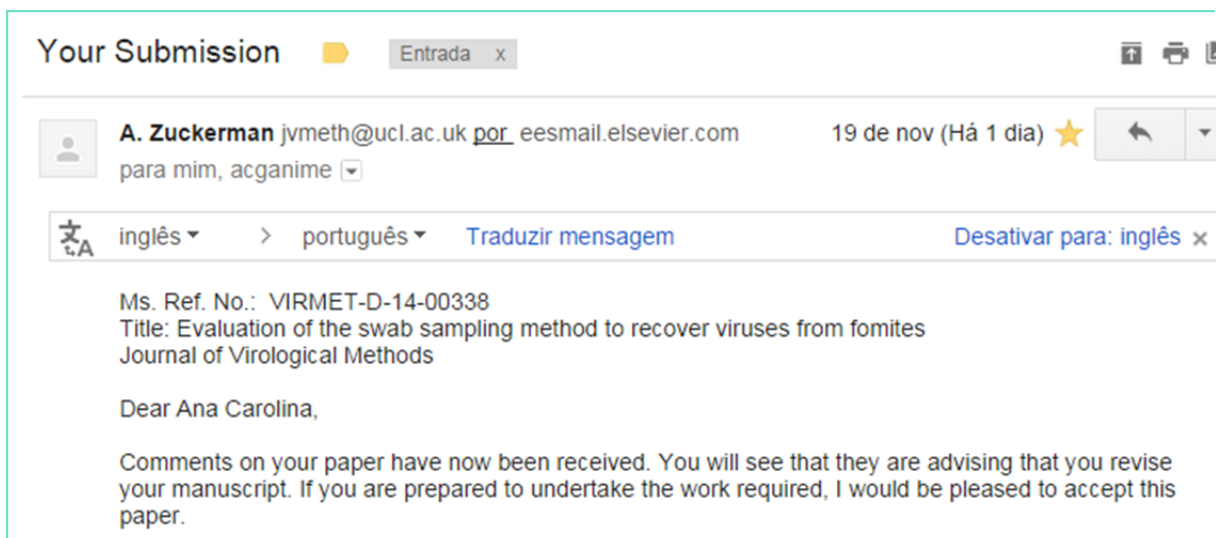 Your Submission Entrada x
A. Zuckerman jvmeth@ucl.ac.uk por eesmail.elsevier.com 19 de nov (Há 1 dia)
para mim, acganime
inglês > português Traduzir mensagem Desativar para: inglês x
Ms. Ref. No.: VIRMET-D-14-00338
Title: Evaluation of the swab sampling method to recover viruses from fomites
Journal of Virological Methods
Dear Ana Carolina,
Comments on your paper have now been received. You will see that they are advising that you revise
your manuscript. If you are prepared to undertake the work required, I would be pleased to accept this
paper.